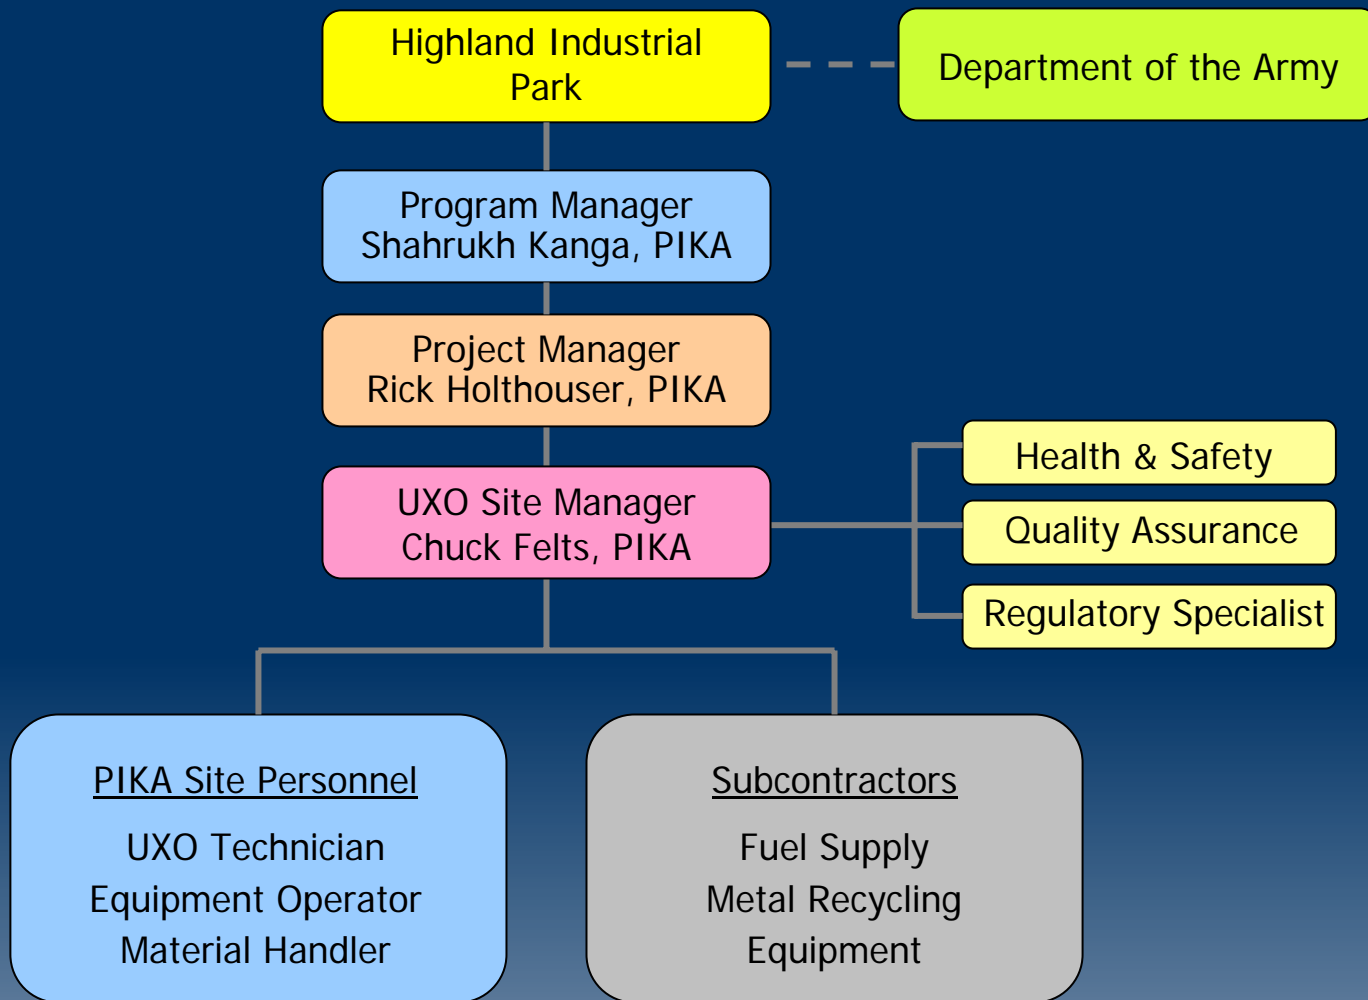 Highland Industrial
Park
Department of the Army
Program Manager
Shahrukh Kanga, PIKA
Project Manager
Rick Holthouser, PIKA
UXO Site Manager
Chuck Felts, PIKA
Health & Safety
Quality Assurance
Regulatory Specialist
PIKA Site Personnel
UXO Technician
Equipment Operator
Material Handler
Subcontractors
Fuel Supply
Metal Recycling
Equipment